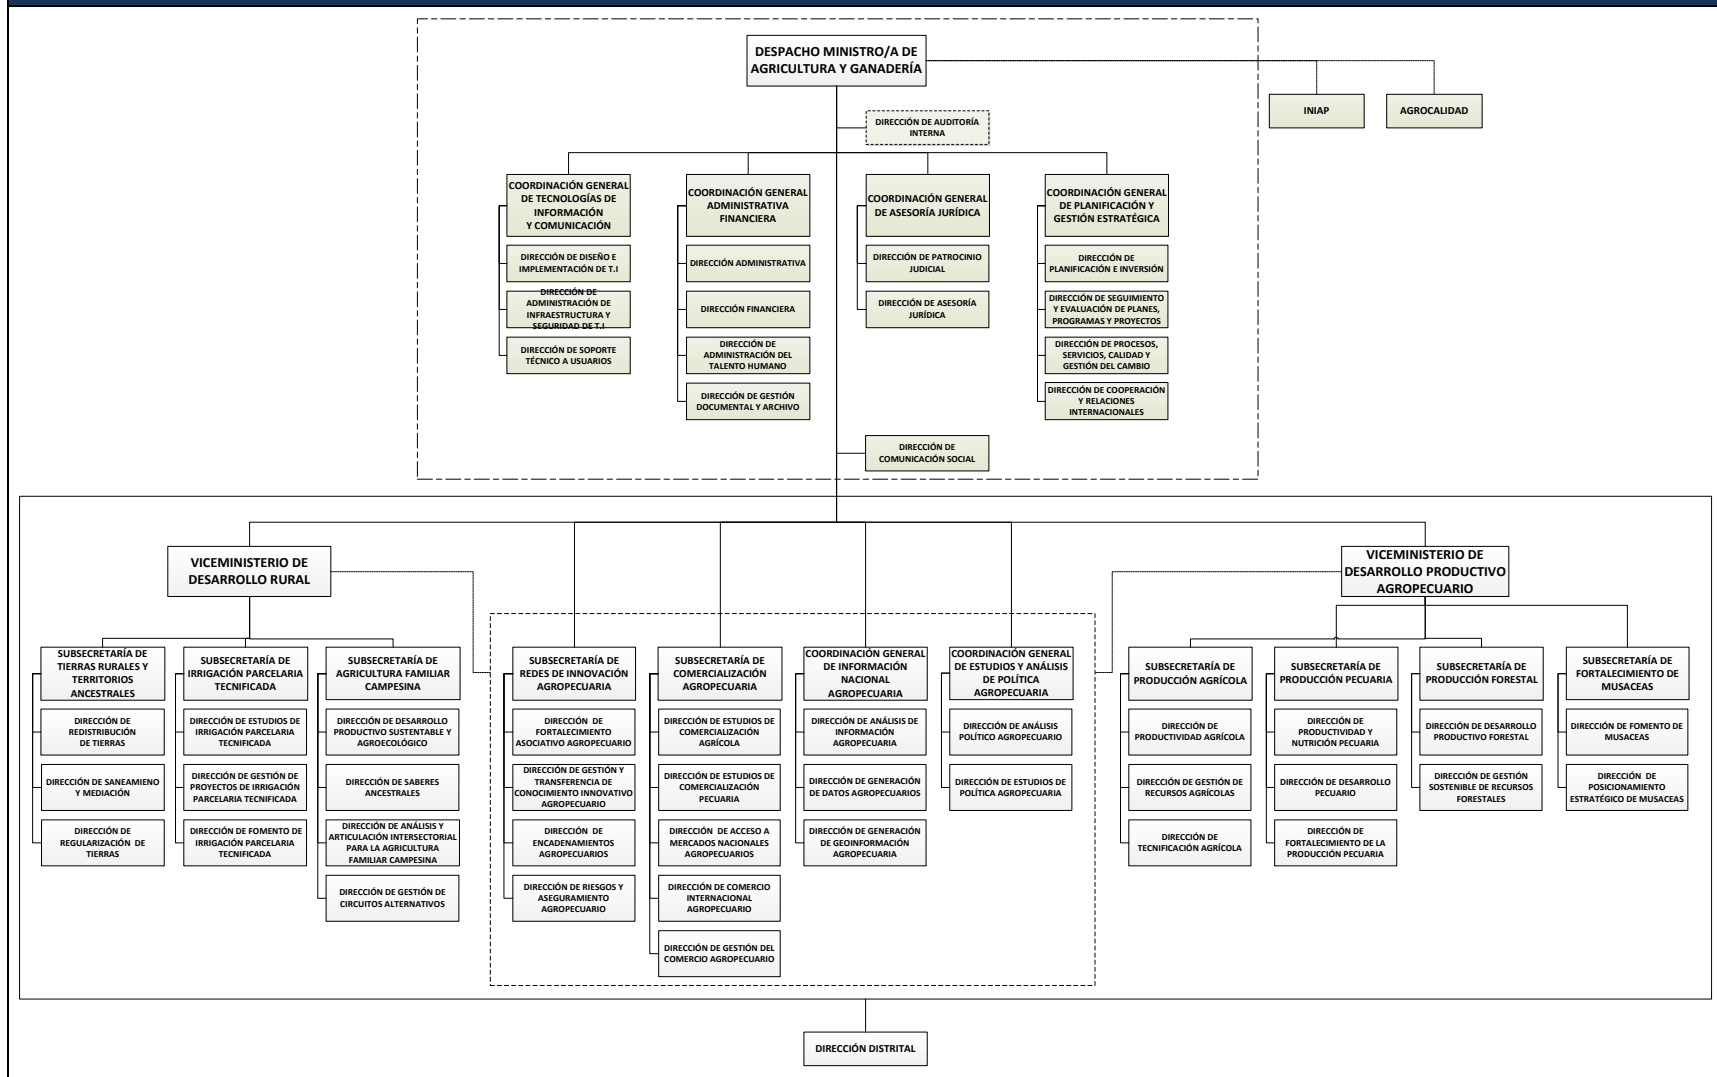 DESPACHO MINISTRO/A DE
AGRICULTURA Y GANADERÍA
INIAP
AGROCALIDAD
DIRECCIÓN DE AUDITORÍA
INTERNA
COORDINACIÓN GENERAL
DE TECNOLOGÍAS DE
INFORMACIÓN
Y COMUNICACIÓN
DIRECCIÓN DE DISEÑO E
IMPLEMENTACIÓN DE T.I
DIRECCIÓN DE
ADMINISTRACIÓN DE
INFRAESTRUCTURA Y
SEGURIDAD DE T.I
DIRECCIÓN DE SOPORTE
TÉCNICO A USUARIOS
COORDINACIÓN GENERAL
ADMINISTRATIVA
FINANCIERA
DIRECCIÓN ADMINISTRATIVA
DIRECCIÓN FINANCIERA
DIRECCIÓN DE
ADMINISTRACIÓN DEL
TALENTO HUMANO
DIRECCIÓN DE GESTIÓN
DOCUMENTAL Y ARCHIVO
COORDINACIÓN GENERAL
DE ASESORÍA JURÍDICA
DIRECCIÓN DE PATROCINIO
JUDICIAL
DIRECCIÓN DE ASESORÍA
JURÍDICA
COORDINACIÓN GENERAL
DE PLANIFICACIÓN Y
GESTIÓN ESTRATÉGICA
DIRECCIÓN DE
PLANIFICACIÓN E INVERSIÓN
DIRECCIÓN DE SEGUIMIENTO
Y EVALUACIÓN DE PLANES,
PROGRAMAS Y PROYECTOS
DIRECCIÓN DE PROCESOS,
SERVICIOS, CALIDAD Y
GESTIÓN DEL CAMBIO
DIRECCIÓN DE COOPERACIÓN
Y RELACIONES
INTERNACIONALES
DIRECCIÓN DE
COMUNICACIÓN SOCIAL
VICEMINISTERIO DE
DESARROLLO RURAL
VICEMINISTERIO DE
DESARROLLO PRODUCTIVO
AGROPECUARIO
SUBSECRETARÍA DE
TIERRAS RURALES Y
TERRITORIOS
ANCESTRALES
DIRECCIÓN DE
REDISTRIBUCIÓN
DE TIERRAS
DIRECCIÓN DE SANEAMIENO
Y MEDIACIÓN
DIRECCIÓN DE
REGULARIZACIÓN DE
TIERRAS
SUBSECRETARÍA DE
IRRIGACIÓN PARCELARIA
TECNIFICADA
DIRECCIÓN DE ESTUDIOS DE
IRRIGACIÓN PARCELARIA
TECNIFICADA
DIRECCIÓN DE GESTIÓN DE
PROYECTOS DE IRRIGACIÓN
PARCELARIA TECNIFICADA
DIRECCIÓN DE FOMENTO DE
IRRIGACIÓN PARCELARIA
TECNIFICADA
SUBSECRETARÍA DE
AGRICULTURA FAMILIAR
CAMPESINA
DIRECCIÓN DE DESARROLLO
PRODUCTIVO SUSTENTABLE Y
AGROECOLÓGICO
DIRECCIÓN DE SABERES
ANCESTRALES
DIRECCIÓN DE ANÁLISIS Y
ARTICULACIÓN INTERSECTORIAL
PARA LA AGRICULTURA
FAMILIAR CAMPESINA
DIRECCIÓN DE GESTIÓN DE
CIRCUITOS ALTERNATIVOS
SUBSECRETARÍA DE
REDES DE INNOVACIÓN
AGROPECUARIA
DIRECCIÓN DE
FORTALECIMIENTO
ASOCIATIVO AGROPECUARIO
DIRECCIÓN DE GESTIÓN Y
TRANSFERENCIA DE
CONOCIMIENTO INNOVATIVO
AGROPECUARIO
DIRECCIÓN DE
ENCADENAMIENTOS
AGROPECUARIOS
DIRECCIÓN DE RIESGOS Y
ASEGURAMIENTO
AGROPECUARIO
SUBSECRETARÍA DE
COMERCIALIZACIÓN
AGROPECUARIA
DIRECCIÓN DE ESTUDIOS DE
COMERCIALIZACIÓN
AGRÍCOLA
DIRECCIÓN DE ESTUDIOS DE
COMERCIALIZACIÓN
PECUARIA
DIRECCIÓN DE ACCESO A
MERCADOS NACIONALES
AGROPECUARIOS
DIRECCIÓN DE COMERCIO
INTERNACIONAL
AGROPECUARIO
DIRECCIÓN DE GESTIÓN DEL
COMERCIO AGROPECUARIO
COORDINACIÓN GENERAL
DE INFORMACIÓN
NACIONAL
AGROPECUARIA
DIRECCIÓN DE ANÁLISIS DE
INFORMACIÓN
AGROPECUARIA
DIRECCIÓN DE GENERACIÓN
DE DATOS AGROPECUARIOS
DIRECCIÓN DE GENERACIÓN
DE GEOINFORMACIÓN
AGROPECUARIA
COORDINACIÓN GENERAL
DE ESTUDIOS Y ANÁLISIS
DE POLÍTICA
AGROPECUARIA
DIRECCIÓN DE ANÁLISIS
POLÍTICO AGROPECUARIO
DIRECCIÓN DE ESTUDIOS DE
POLÍTICA AGROPECUARIA
SUBSECRETARÍA DE
PRODUCCIÓN AGRÍCOLA
DIRECCIÓN DE
PRODUCTIVIDAD AGRÍCOLA
DIRECCIÓN DE GESTIÓN DE
RECURSOS AGRÍCOLAS
DIRECCIÓN DE
TECNIFICACIÓN AGRÍCOLA
SUBSECRETARÍA DE
PRODUCCIÓN PECUARIA
DIRECCIÓN DE
PRODUCTIVIDAD Y
NUTRICIÓN PECUARIA
DIRECCIÓN DE DESARROLLO
PECUARIO
DIRECCIÓN DE
FORTALECIMIENTO DE LA
PRODUCCIÓN PECUARIA
SUBSECRETARÍA DE
PRODUCCIÓN FORESTAL
DIRECCIÓN DE DESARROLLO
PRODUCTIVO FORESTAL
DIRECCIÓN DE GESTIÓN
SOSTENIBLE DE RECURSOS
FORESTALES
SUBSECRETARÍA DE
FORTALECIMIENTO DE
MUSACEAS
DIRECCIÓN DE FOMENTO DE
MUSACEAS
DIRECCIÓN DE
POSICIONAMIENTO
ESTRATÉGICO DE MUSACEAS
DIRECCIÓN DISTRITAL